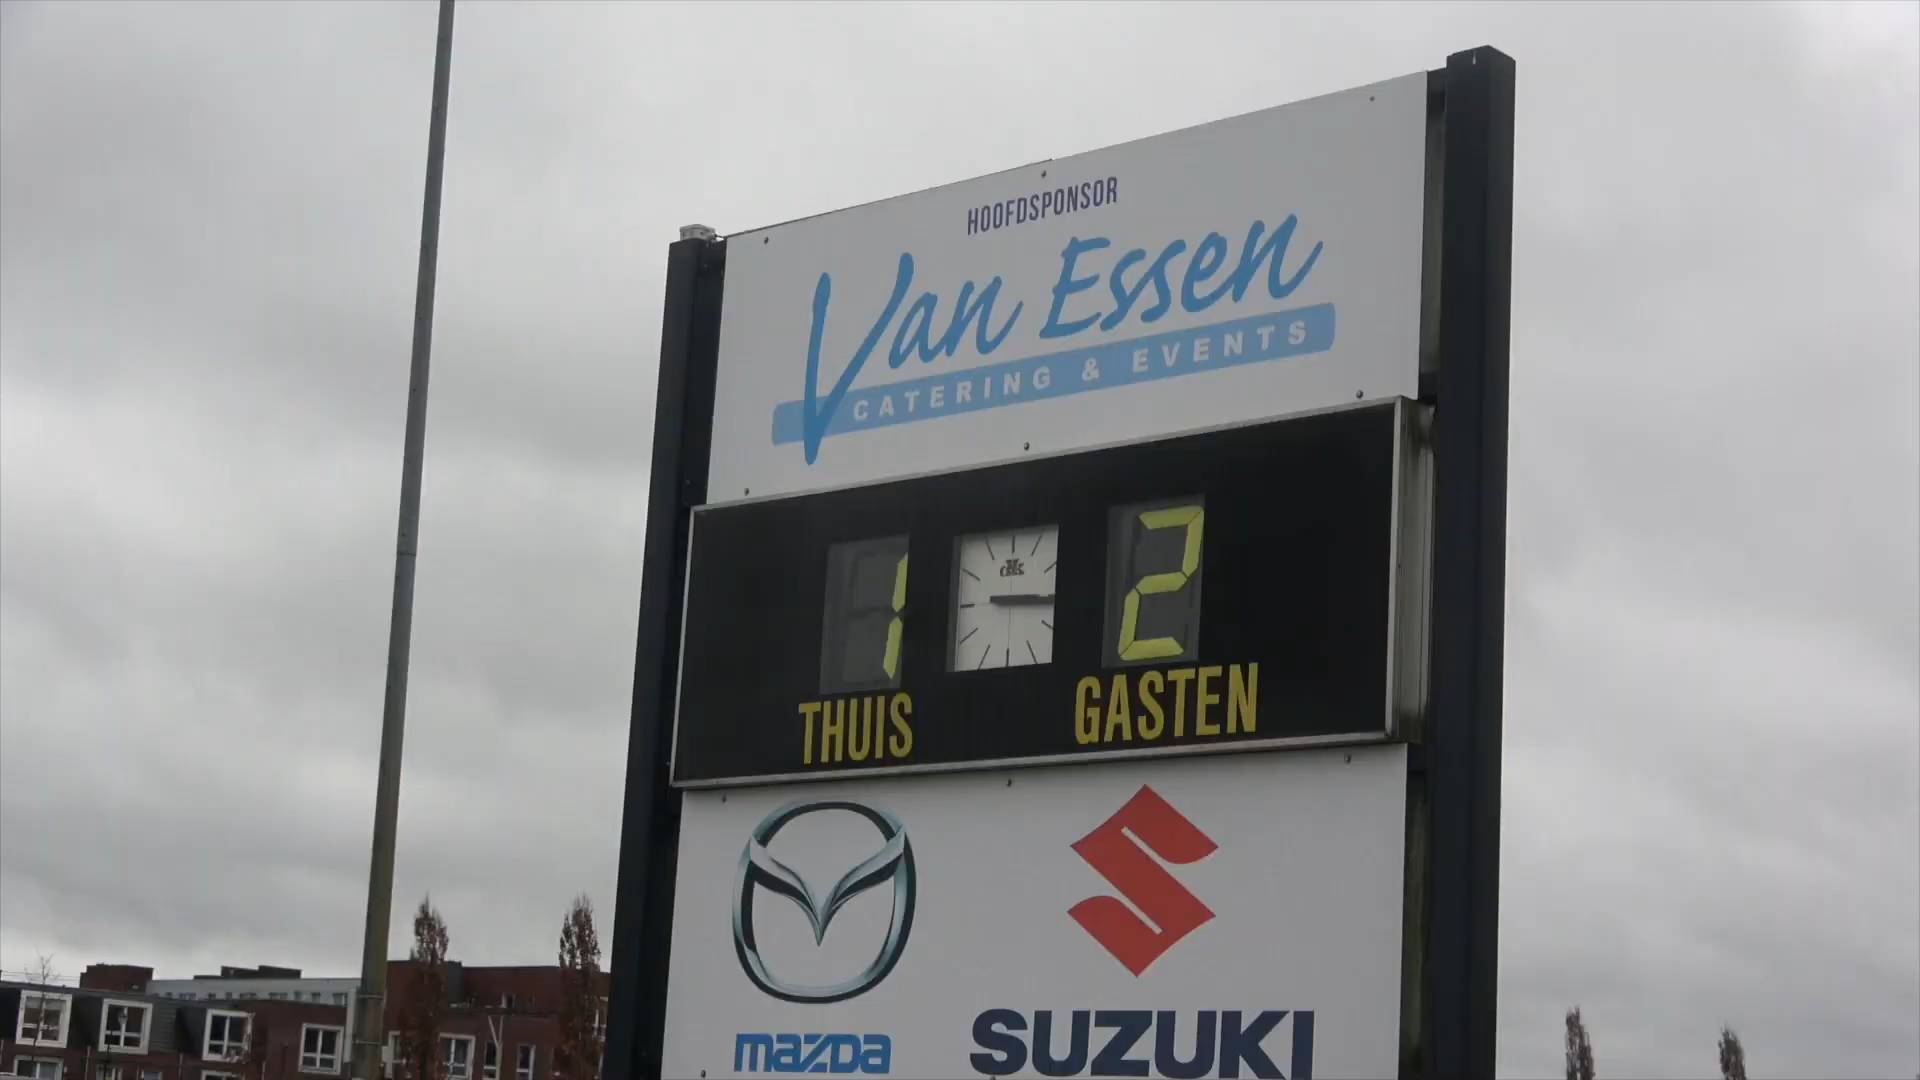 HOOFDSPONSOR
Van Essen
CATERING & EVENTS
1 2
THUIS GASTEN
mazda SUZUKI